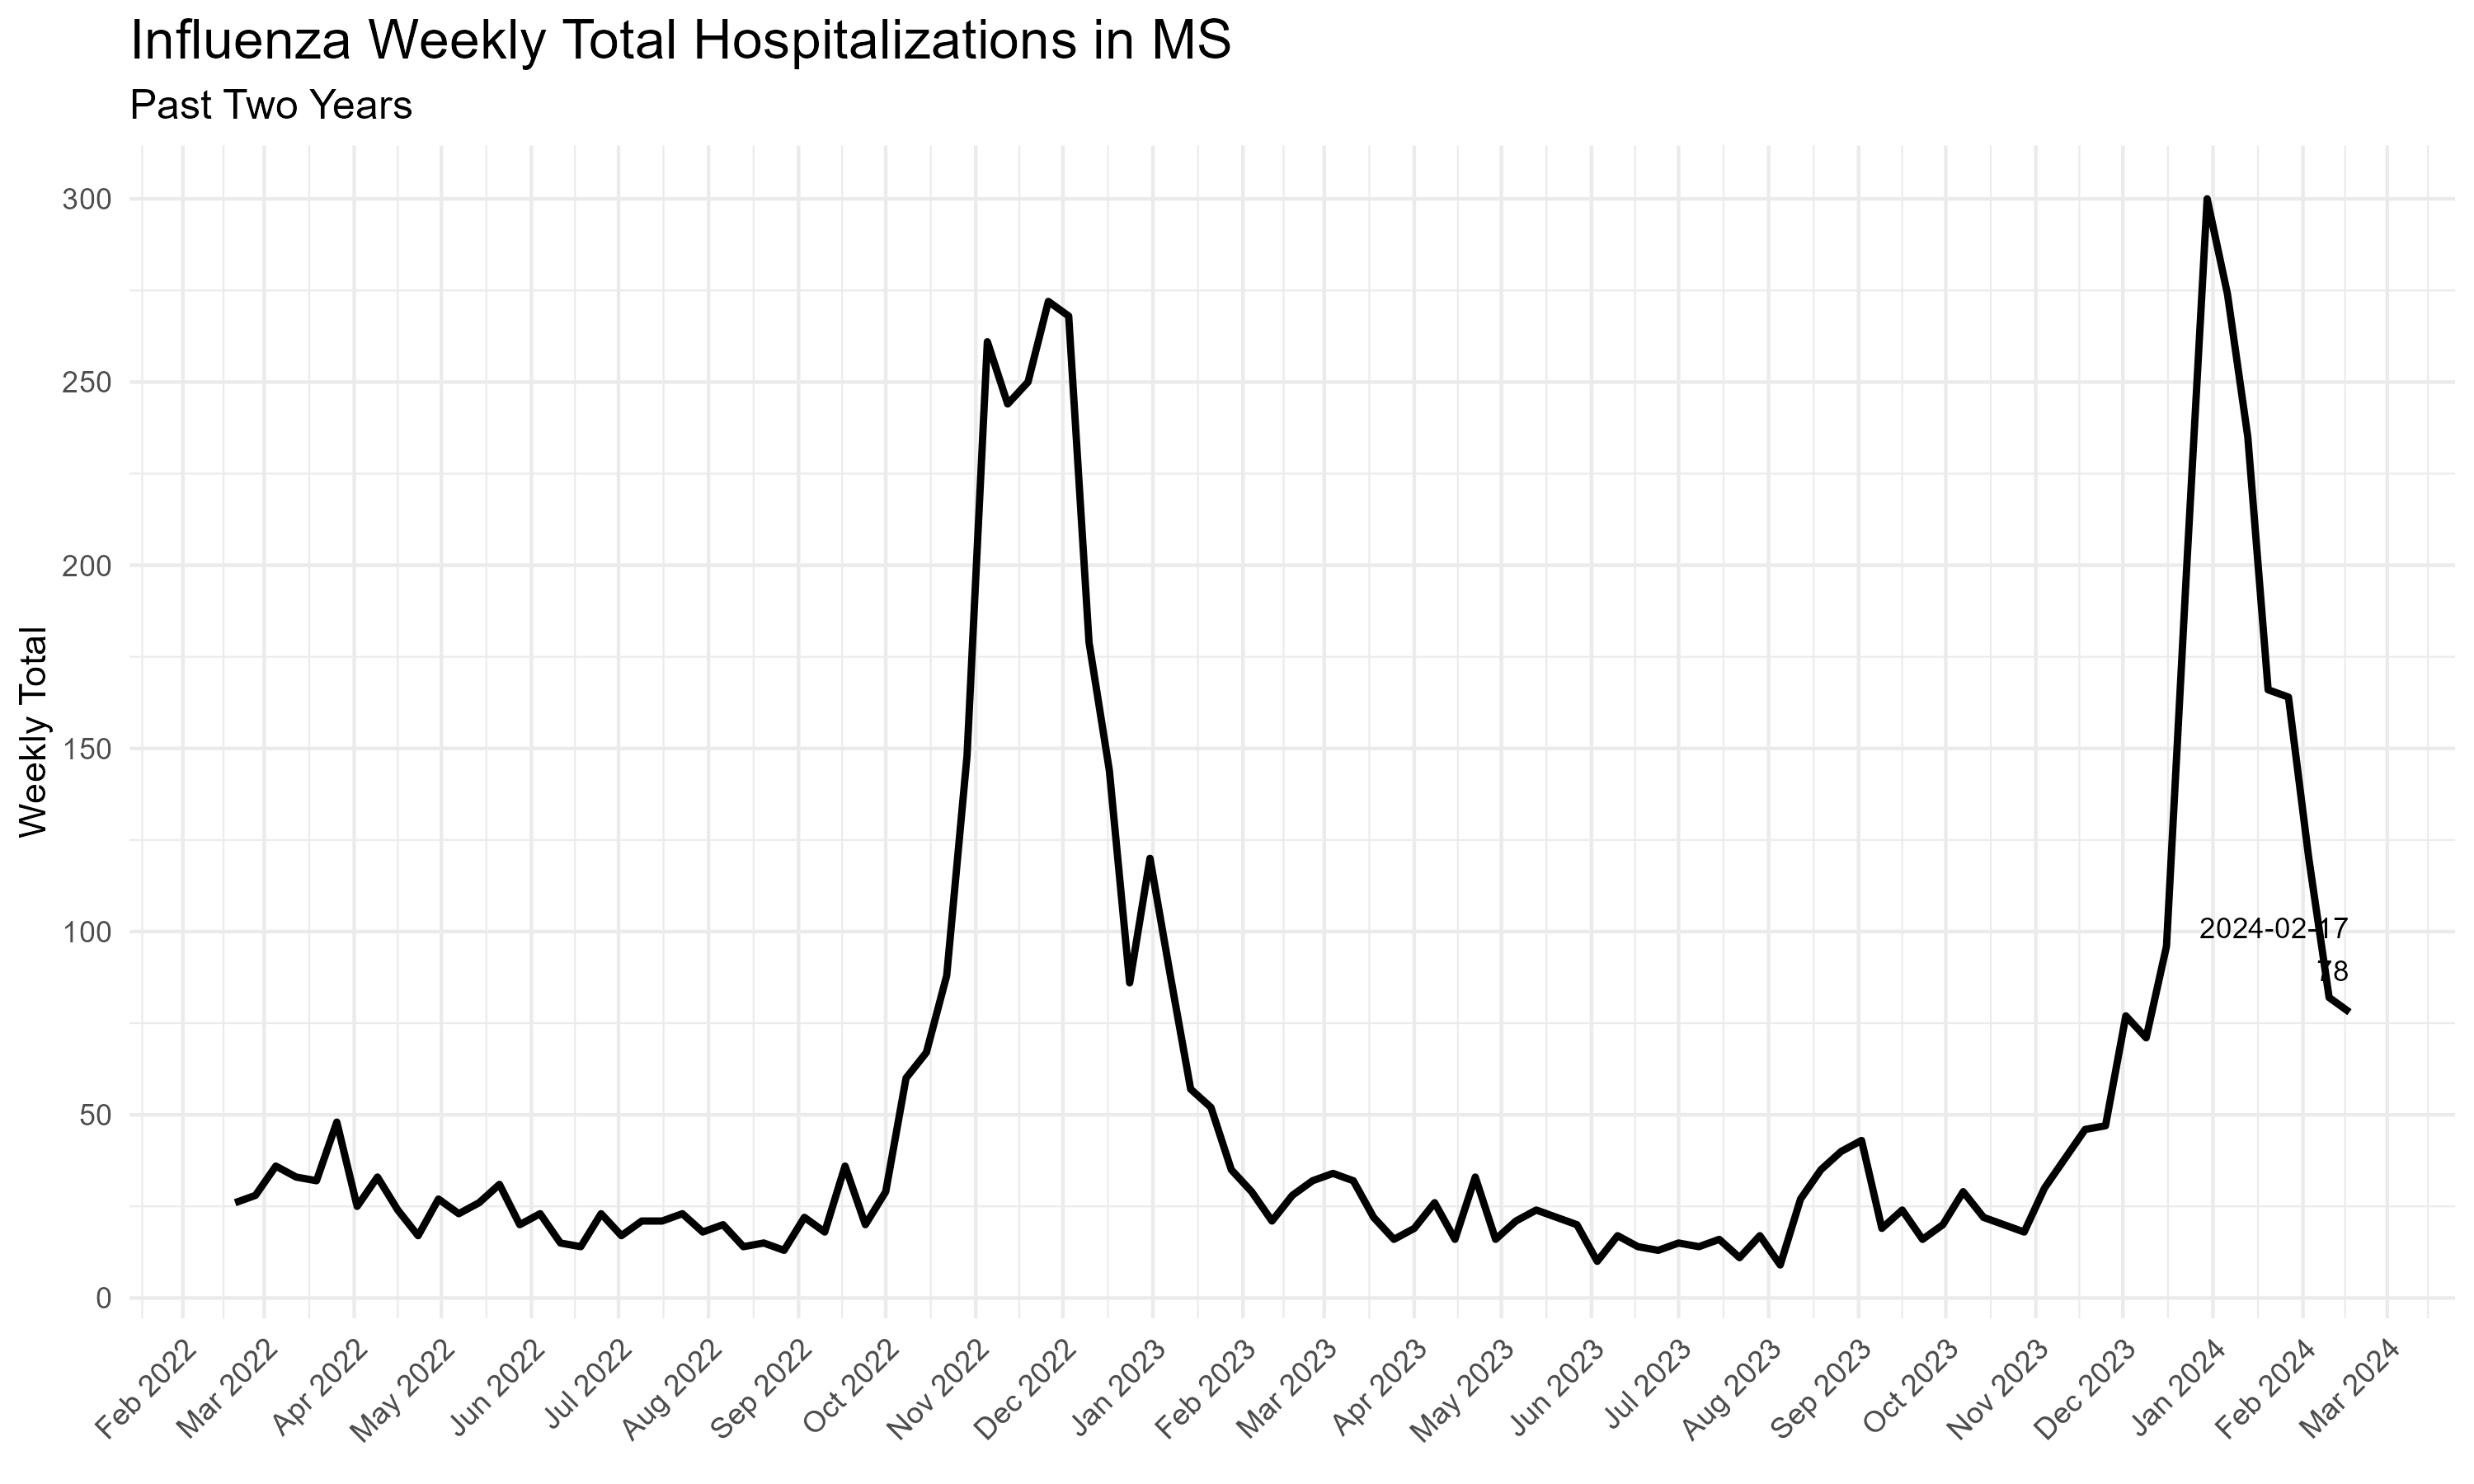 Influenza Weekly Total Hospitalizations in MS
Past Two Years
Weekly Total
300
250
200
150
100
50
0
2024-02-17
78
Feb 2022
Mar 2022
Apr 2022
May 2022
Jun 2022
Jul 2022
Aug 2022
Sep 2022
Oct 2022
Nov 2022
Dec 2022
Jan 2023
Feb 2023
Mar 2023
Apr 2023
May 2023
Jun 2023
Jul 2023
Aug 2023
Sep 2023
Oct 2023
Nov 2023
Dec 2023
Jan 2024
Feb 2024
Mar 2024